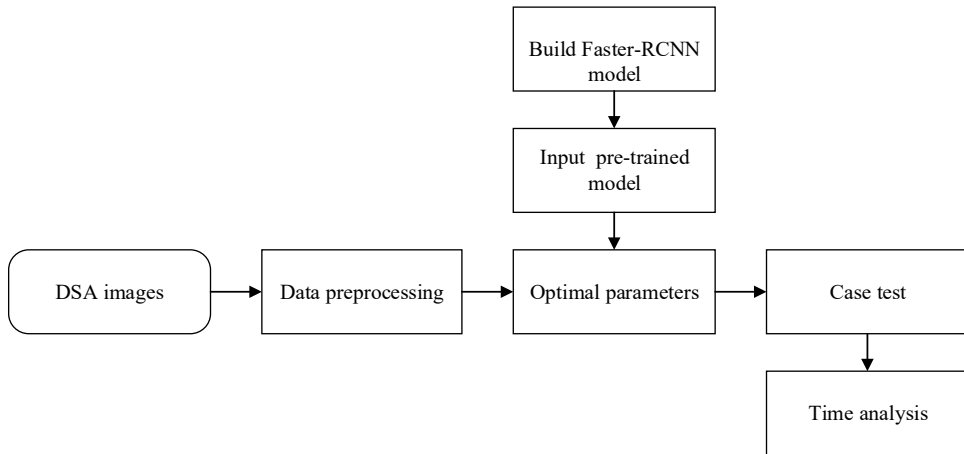 Build Faster-RCNN
model
Input pre-trained
model
DSA images
Data preprocessing
Optimal parameters
Case test
Time analysis